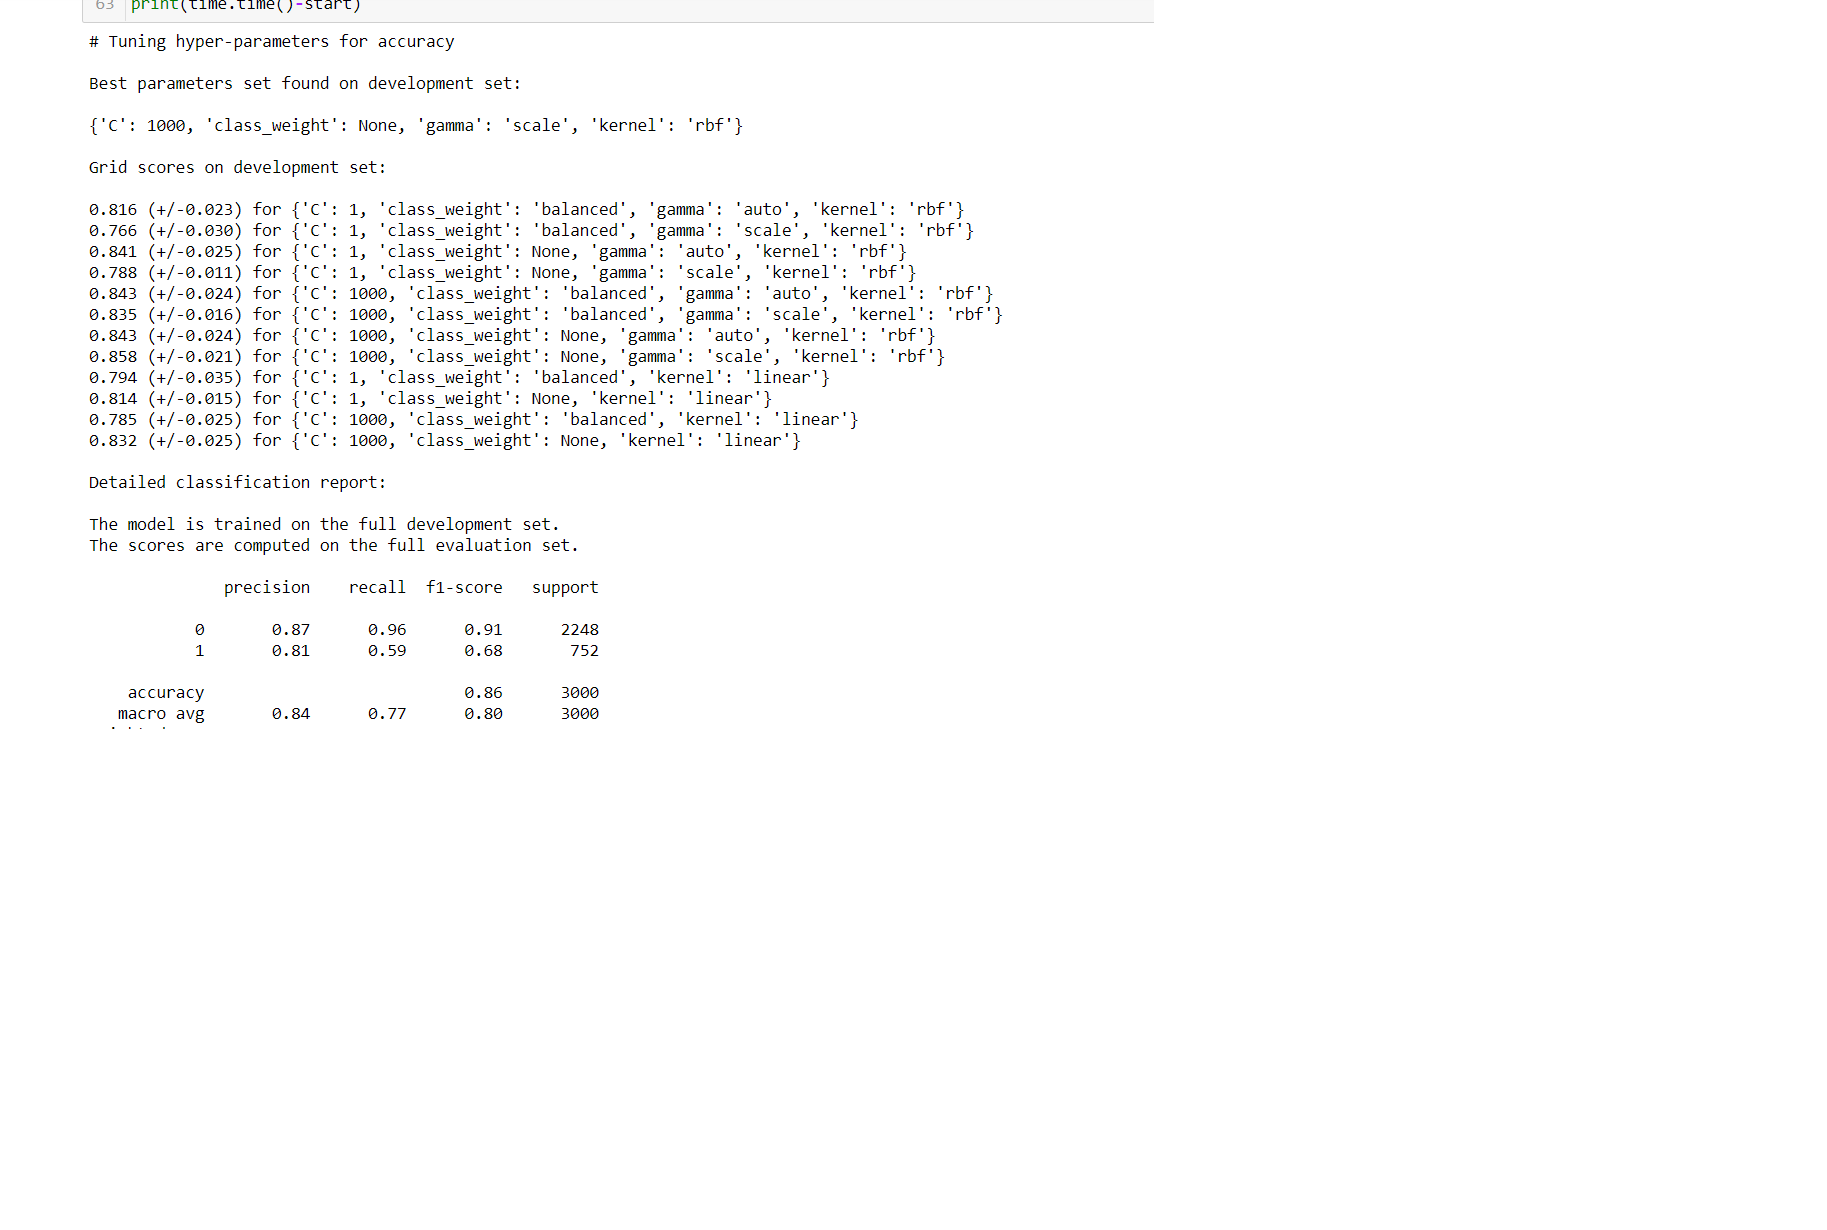 63 print(time.time()-start)
# Tuning hyper-parameters for accuracy
Best parameters set found on development set:
{'C': 1000, 'class_weight': None, 'gamma': 'scale', 'kernel': 'rbf'}
Grid scores on development set:
0.816 (+/-0.023) for {'C': 1, 'class_weight': 'balanced', 'gamma': 'auto', 'kernel': 'rbf'}
0.766 (+/-0.030) for {'C': 1, 'class_weight': 'balanced', 'gamma': 'scale', 'kernel': 'rbf'}
0.841 (+/-0.025) for {'C': 1, 'class_weight': None, 'gamma': 'auto', 'kernel': 'rbf'}
0.788 (+/-0.011) for {'C': 1, 'class_weight': None, 'gamma': 'scale', 'kernel': 'rbf'}
0.843 (+/-0.024) for {'C': 1000, 'class_weight': 'balanced', 'gamma': 'auto', 'kernel': 'rbf'}
0.835 (+/-0.016) for {'C': 1000, 'class_weight': 'balanced', 'gamma': 'scale', 'kernel': 'rbf'}
0.843 (+/-0.024) for {'C': 1000, 'class_weight': None, 'gamma': 'auto', 'kernel': 'rbf'}
0.858 (+/-0.021) for {'C': 1000, 'class_weight': None, 'gamma': 'scale', 'kernel': 'rbf'}
0.794 (+/-0.035) for {'C': 1, 'class_weight': 'balanced', 'kernel': 'linear'}
0.814 (+/-0.015) for {'C': 1, 'class_weight': None, 'kernel': 'linear'}
0.785 (+/-0.025) for {'C': 1000, 'class_weight': 'balanced', 'kernel': 'linear'}
0.832 (+/-0.025) for {'C': 1000, 'class_weight': None, 'kernel': 'linear'}
Detailed classification report:
The model is trained on the full development set.
The scores are computed on the full evaluation set.
precision recall f1-score support
0 0.87 0.96 0.91 2248
1 0.81 0.59 0.68 752
accuracy 0.86 3000
macro avg 0.84 0.77 0.80 3000